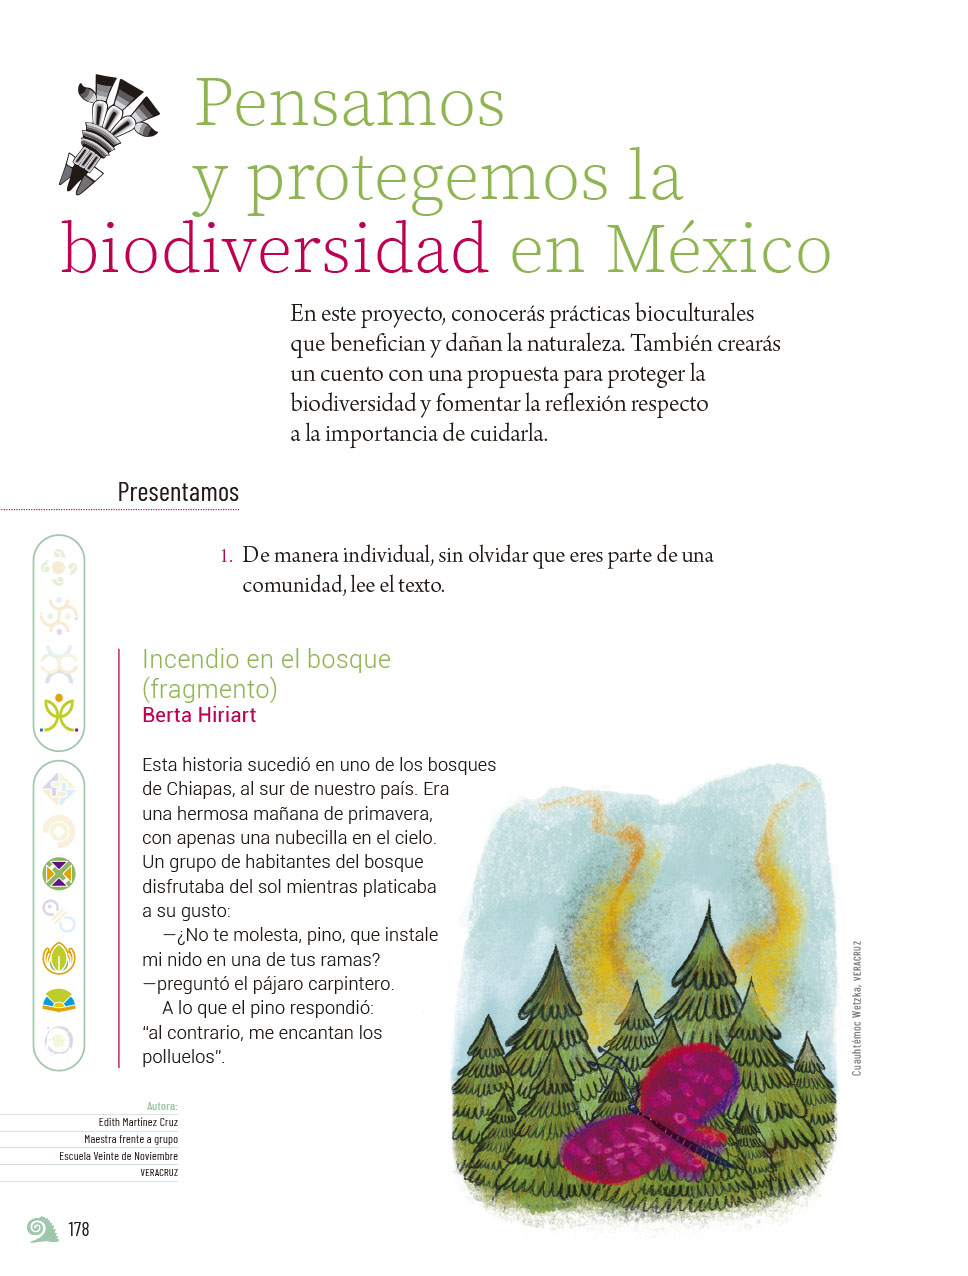 Pensamos
y protegemos la
biodiversidad en México
En este proyecto, conocerás prácticas bioculturales
que benefician y dañan la naturaleza. También crearás
un cuento con una propuesta para proteger la
biodiversidad y fomentar la reflexión respecto
a la importancia de cuidarla.
Presentamos
1. De manera individual, sin olvidar que eres parte de una
comunidad, lee el texto.
Incendio en el bosque
(fragmento)
Berta Hiriart
Esta historia sucedió en uno de los bosques
de Chiapas, al sur de nuestro país. Era
una hermosa mañana de primavera,
con apenas una nubecilla en el cielo.
Un grupo de habitantes del bosque
disfrutaba del sol mientras platicaba
a su gusto:
—¿No te molesta, pino, que instale
mi nido en una de tus ramas?
—preguntó el pájaro carpintero.
A lo que el pino respondió:
“al contrario, me encantan los
polluelos”.
Cuauhtémoc Wetzka, VERACRUZ
Autora:
Edith Martínez Cruz
Maestra frente a grupo
Escuela Veinte de Noviembre
VERACRUZ
178